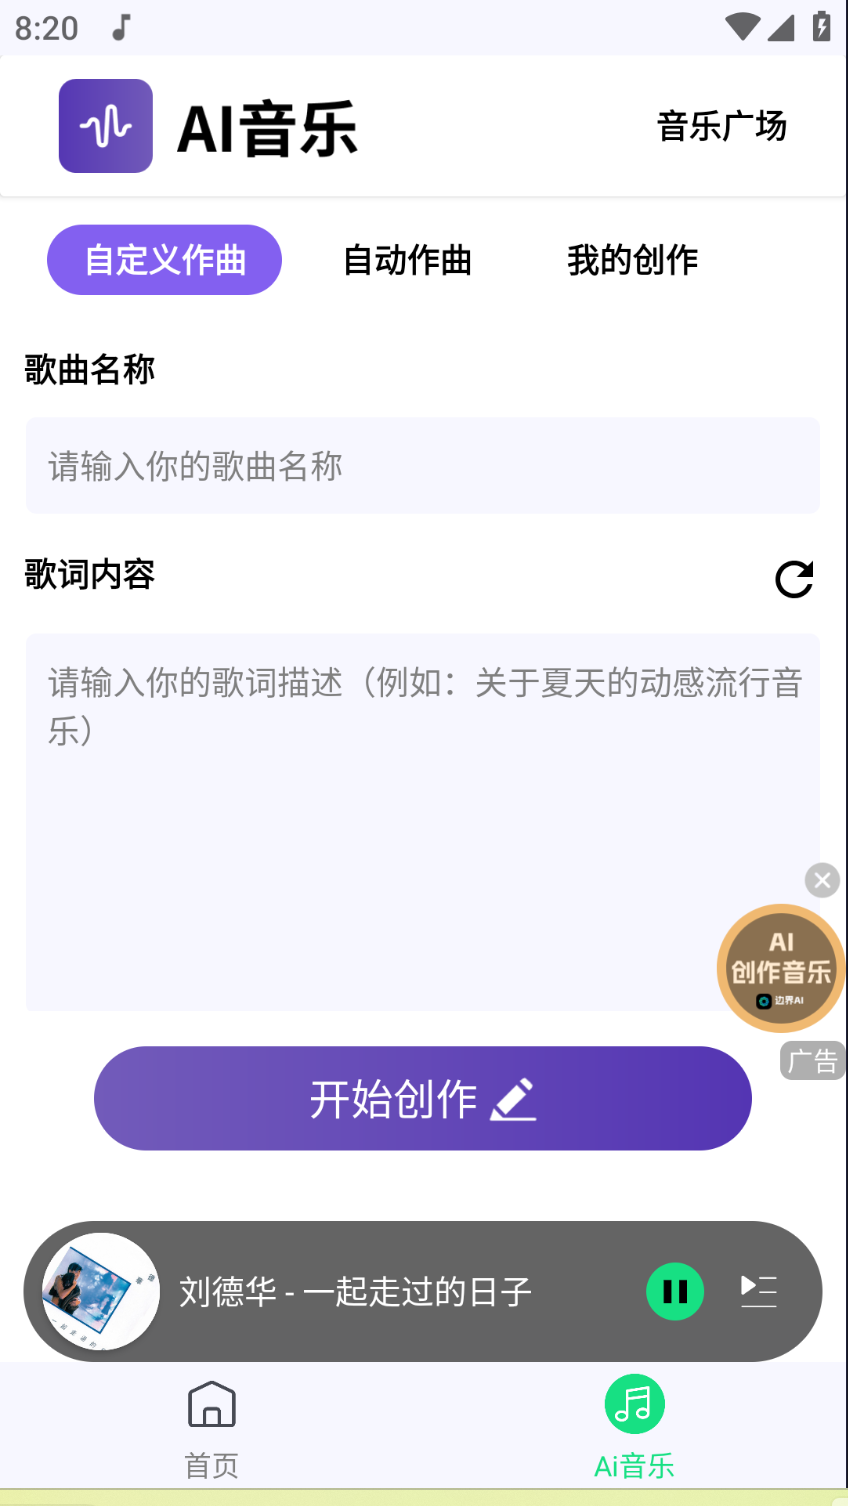 8:20
AI音乐
音乐广场
自定义作曲
自动作曲
我的创作
歌曲名称
请输入你的歌曲名称
歌词内容
请输入你的歌词描述（例如：关于夏天的动感流行音
乐）
AI
创作音乐
边界AI
广告
开始创作
刘德华 - 一起走过的日子
首页
Ai音乐